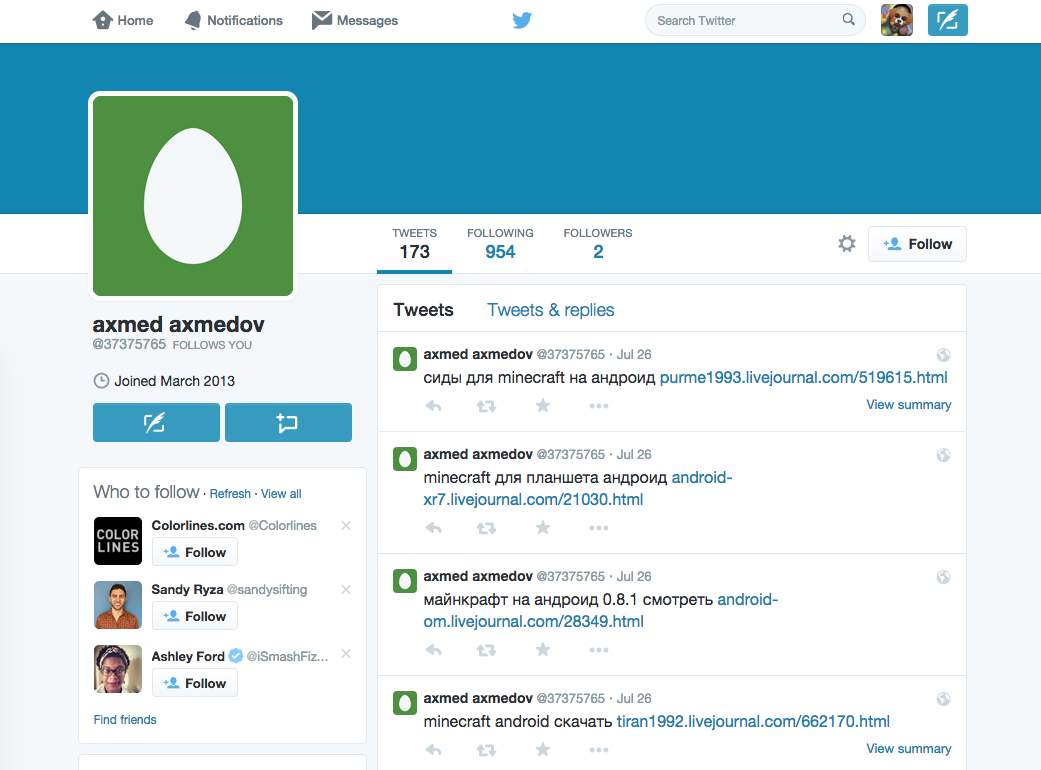 Home
Notifications
Messages
Search Twitter
TWEETS
173
FOLLOWING
954
FOLLOWERS
2
Follow
axmed axmedov
@37375765 FOLLOWS YOU
Joined March 2013
Who to follow · Refresh · View all
COLOR
LINES
Colorlines.com @Colorlines
Follow
Sandy Ryza @sandysifting
Follow
Ashley Ford @iSmashFiz...
Follow
Find friends
Tweets
Tweets & replies
axmed axmedov @37375765 · Jul 26
сиды для minecraft на андроид purme1993.livejournal.com/519615.html
View summary
axmed axmedov @37375765 · Jul 26
minecraft для планшета андроид android-
xr7.livejournal.com/21030.html
axmed axmedov @37375765 · Jul 26
майнкрафт на андроид 0.8.1 смотреть android-
om.livejournal.com/28349.html
axmed axmedov @37375765 · Jul 26
minecraft android скачать tiran1992.livejournal.com/662170.html
View summary